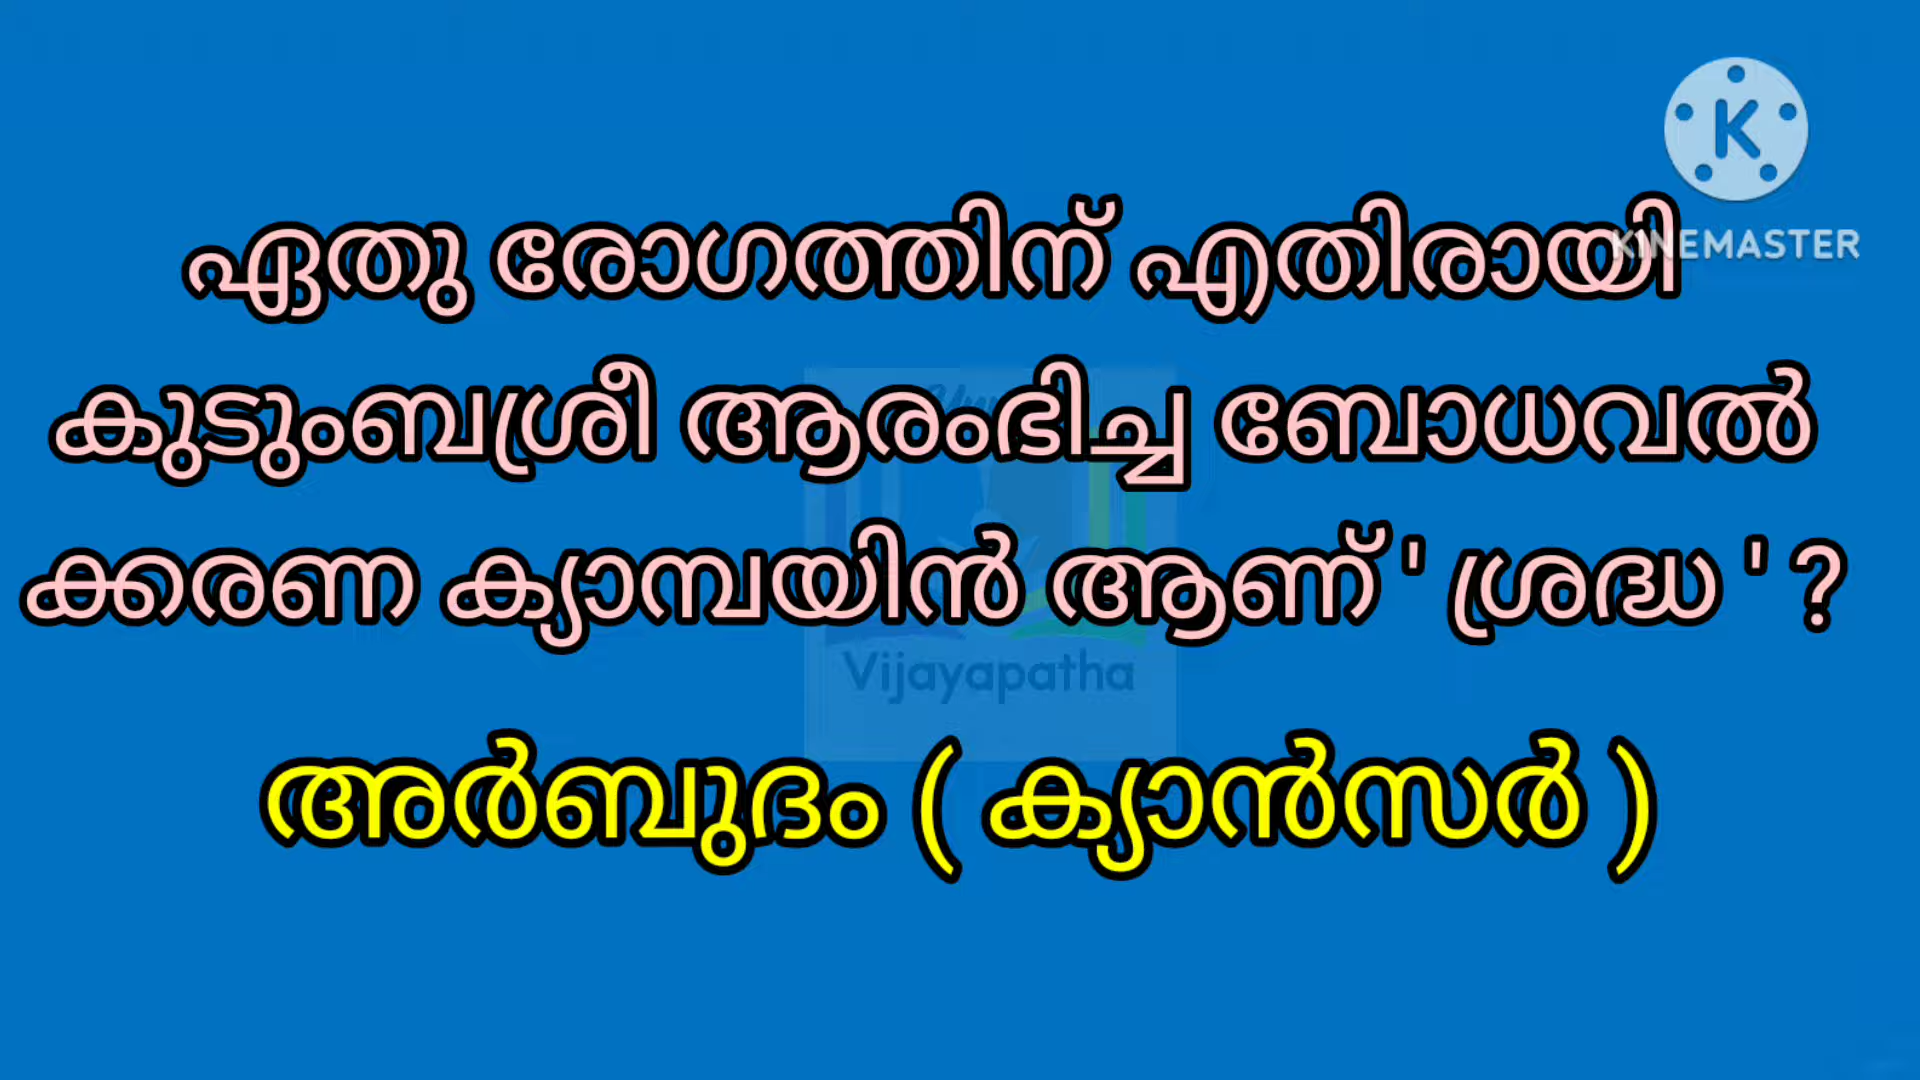 K
KINEMASTER
ഏതു രോഗത്തിന് എതിരായി
കുടുംബശ്രീ ആരംഭിച്ച ബോധവൽ
ക്കരണ ക്യാമ്പയിൻ ആണ് ' ശ്രദ്ധ ' ?
Vijayapatha
അർബുദം ( ക്യാൻസർ )